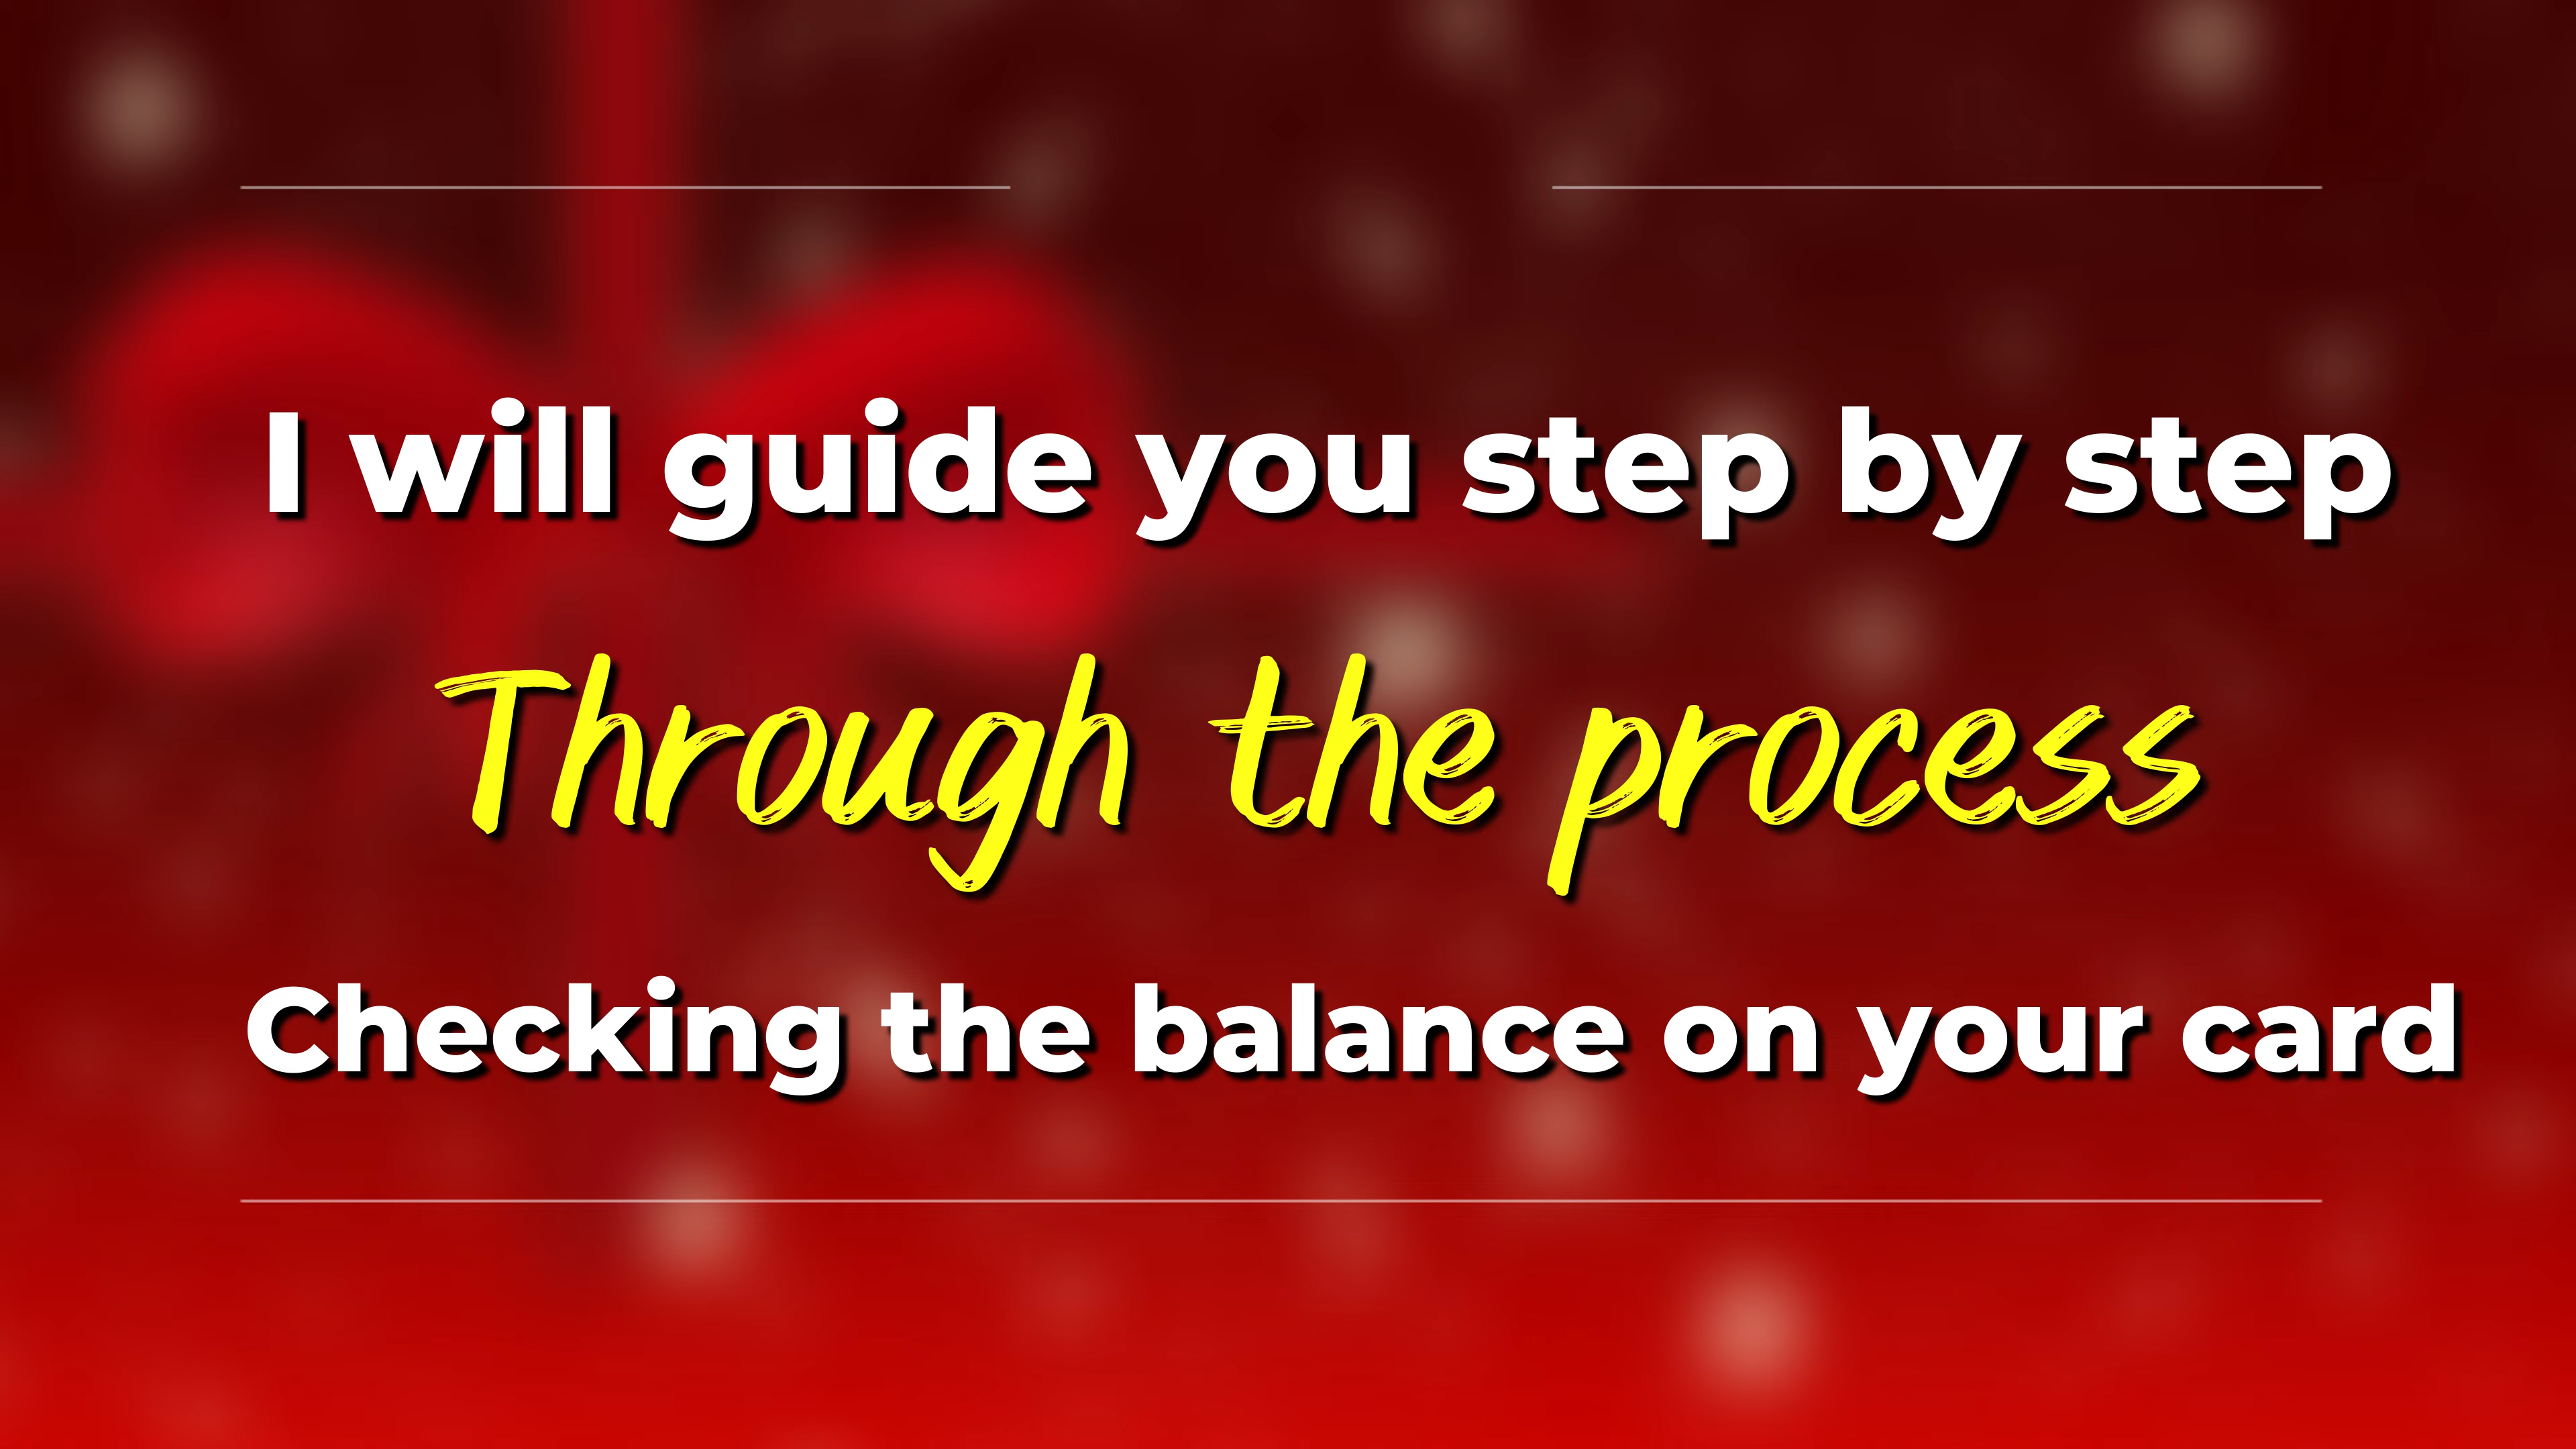 I will guide you step by step
Through the process
Checking the balance on your card